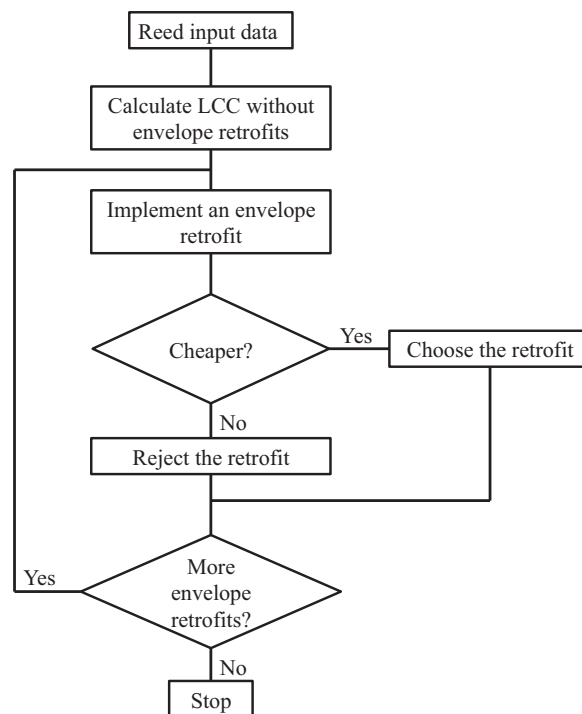 Reed input data
Calculate LCC without
envelope retrofits
Implement an envelope
retrofit
Cheaper?
Yes
Choose the retrofit
No
Reject the retrofit
Yes
More
envelope
retrofits?
No
Stop